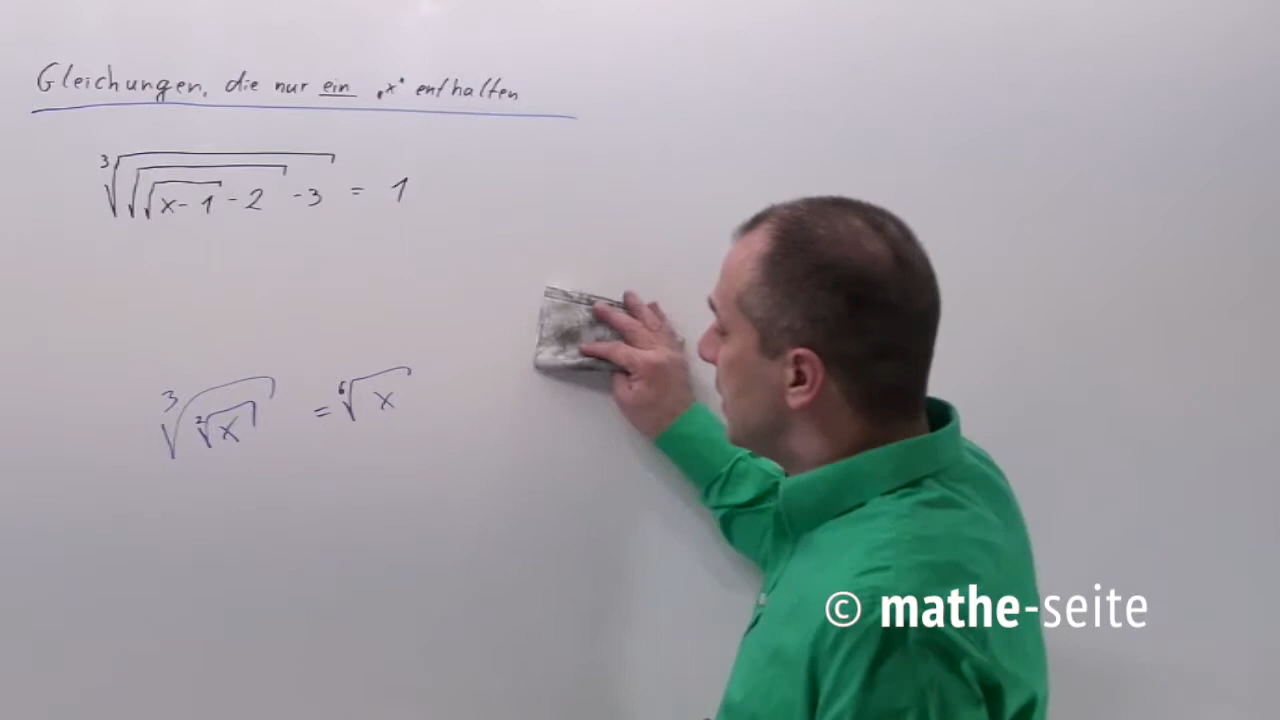 Gleichungen, die nur ein „x“ enthalten
∛(√(√(x-1) -2) -3) = 1
∛(²√x) = ⁶√x
© mathe-seite